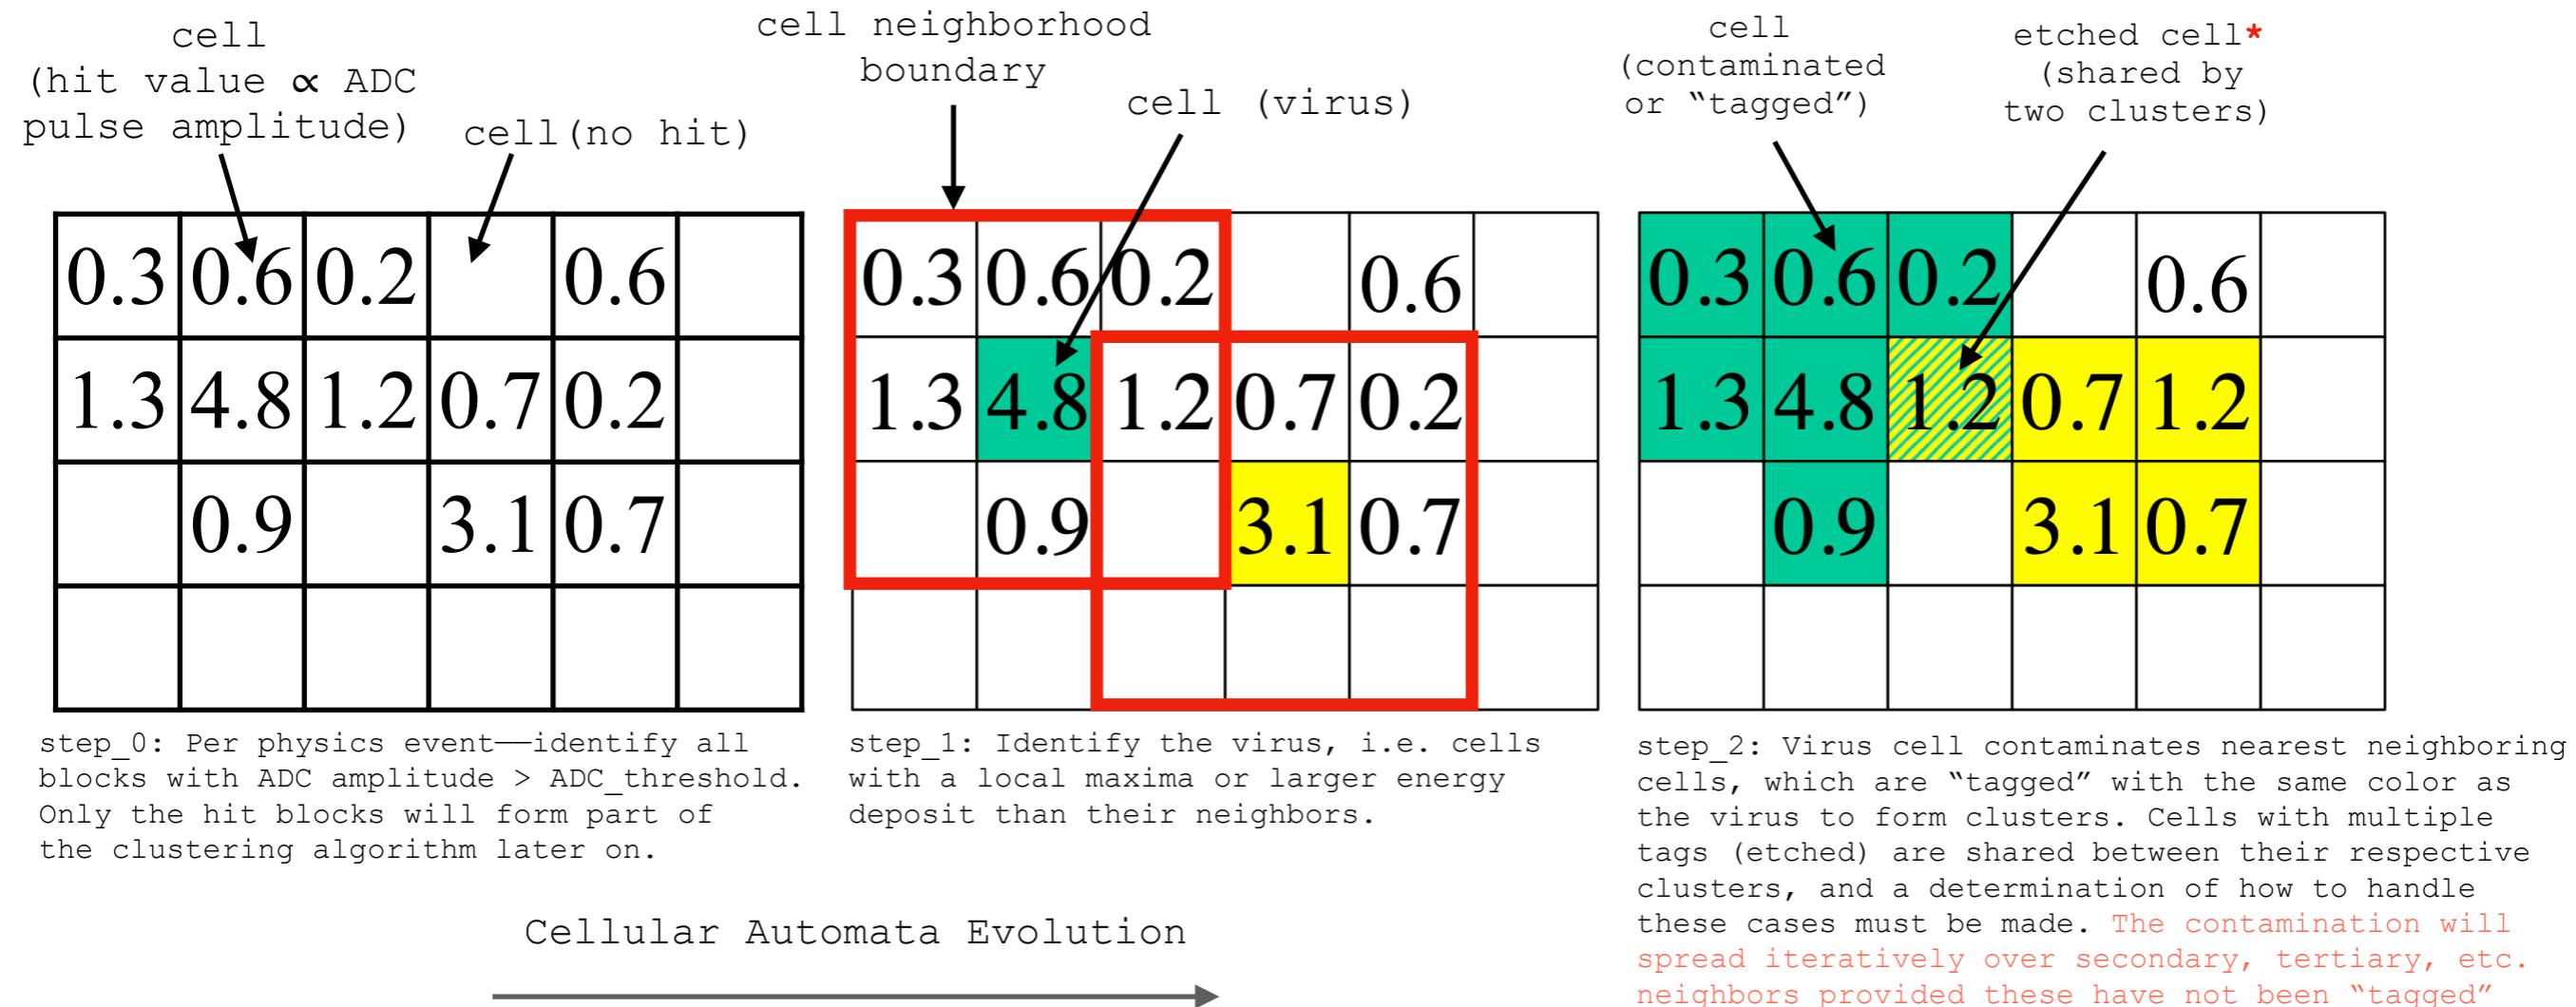 cell
(hit value ∝ ADC
pulse amplitude)
cell(no hit)
cell neighborhood
boundary
cell (virus)
cell
(contaminated
or “tagged”)
etched cell*
(shared by
two clusters)
0.3 0.6 0.2 0.6
1.3 4.8 1.2 0.7 0.2
0.9 3.1 0.7
0.3 0.6 0.2 0.6
1.3 4.8 1.2 0.7 0.2
0.9 3.1 0.7
0.3 0.6 0.2 0.6
1.3 4.8 1.2 0.7 1.2
0.9 3.1 0.7
step_0: Per physics event——identify all
blocks with ADC amplitude > ADC_threshold.
Only the hit blocks will form part of
the clustering algorithm later on.
step_1: Identify the virus, i.e. cells
with a local maxima or larger energy
deposit than their neighbors.
step_2: Virus cell contaminates nearest neighboring
cells, which are “tagged” with the same color as
the virus to form clusters. Cells with multiple
tags (etched) are shared between their respective
clusters, and a determination of how to handle
these cases must be made. The contamination will
spread iteratively over secondary, tertiary, etc.
neighbors provided these have not been “tagged”
Cellular Automata Evolution